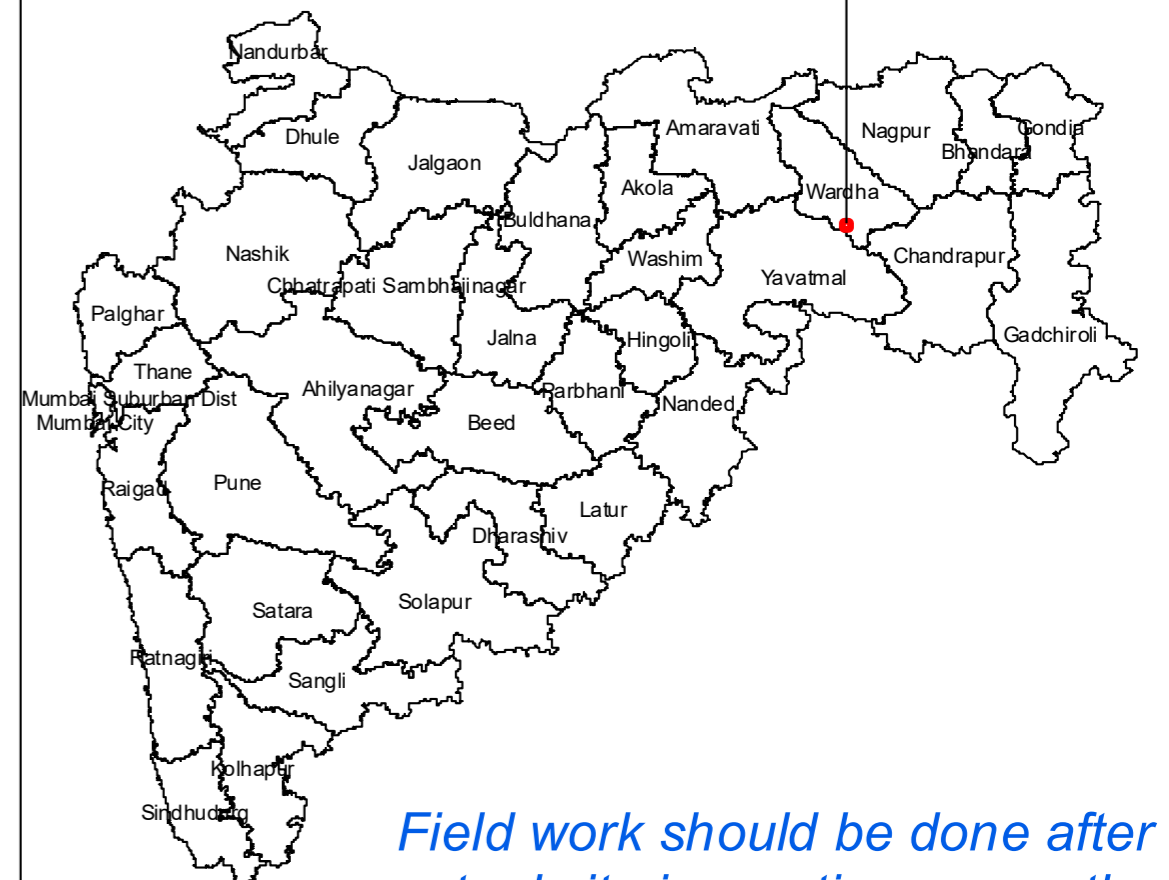 Nandurbar
Dhule
Jalgaon
Amaravati
Nagpur
Gondia
Bhandara
Akola
Wardha
Buldhana
Nashik
Washim
Chandrapur
Yavatmal
Chhatrapati Sambhajinagar
Palghar
Jalna
Hingoli
Gadchiroli
Thane
Ahilyanagar
Parbhani
Mumbai Suburban Dist
Nanded
Mumbai City
Beed
Raigad
Pune
Latur
Dharashiv
Satara
Solapur
Ratnagiri
Sangli
Kolhapur
Sindhudurg
Field work should be done after